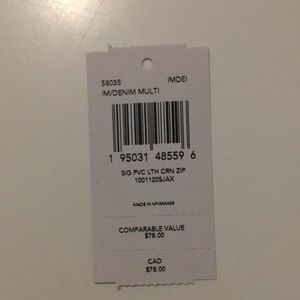 58035 IMDEI
IM/DENIM MULTI
1 95031 48559 6
SIG PVC LTH CRN ZIP
1001120SJAX
MADE IN MYANMAR
COMPARABLE VALUE
$78.00
CAD
$78.00